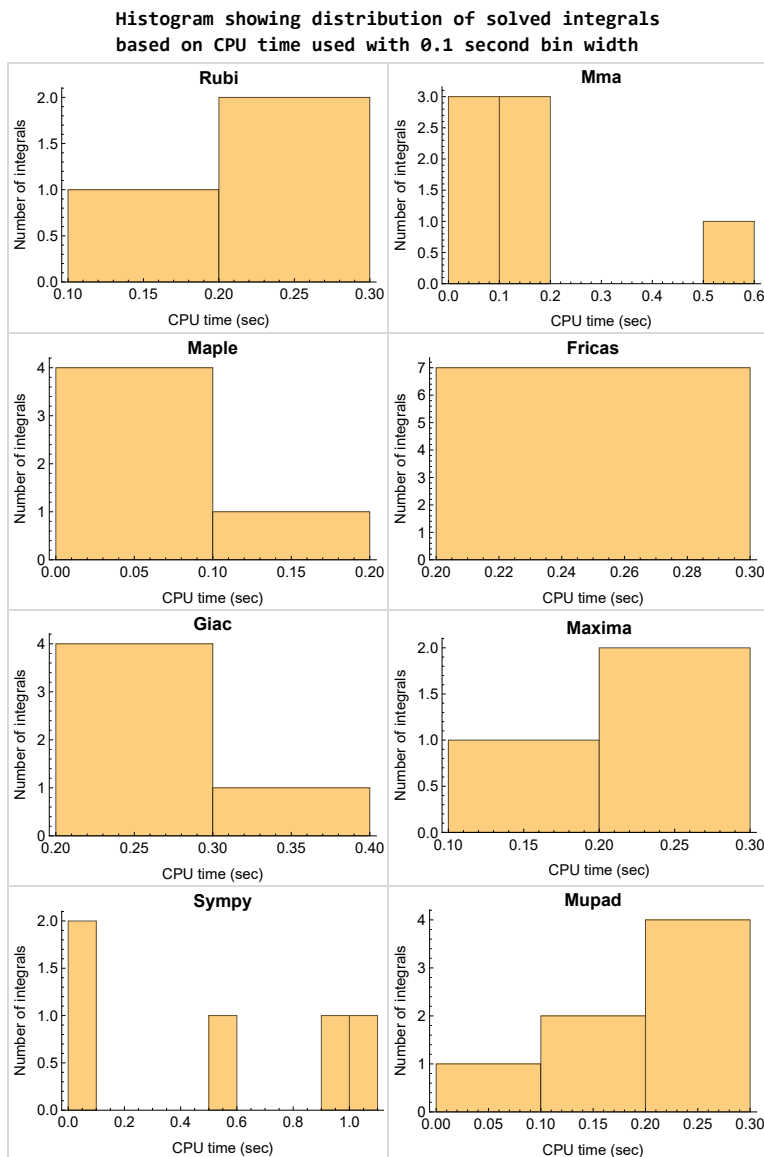 Histogram showing distribution of solved integrals
based on CPU time used with 0.1 second bin width
Rubi
Number of integrals
2.0
1.5
1.0
0.5
0.0
0.10 0.15 0.20 0.25 0.30
CPU time (sec)
Mma
Number of integrals
3.0
2.5
2.0
1.5
1.0
0.5
0.0
0.0 0.1 0.2 0.3 0.4 0.5 0.6
CPU time (sec)
Maple
Number of integrals
4
3
2
1
0
0.00 0.05 0.10 0.15 0.20
CPU time (sec)
Fricas
Number of integrals
7
6
5
4
3
2
1
0
0.20 0.22 0.24 0.26 0.28 0.30
CPU time (sec)
Giac
Number of integrals
4
3
2
1
0
0.20 0.25 0.30 0.35 0.40
CPU time (sec)
Maxima
Number of integrals
2.0
1.5
1.0
0.5
0.0
0.10 0.15 0.20 0.25 0.30
CPU time (sec)
Sympy
Number of integrals
2.0
1.5
1.0
0.5
0.0
0.0 0.2 0.4 0.6 0.8 1.0
CPU time (sec)
Mupad
Number of integrals
4
3
2
1
0
0.00 0.05 0.10 0.15 0.20 0.25 0.30
CPU time (sec)